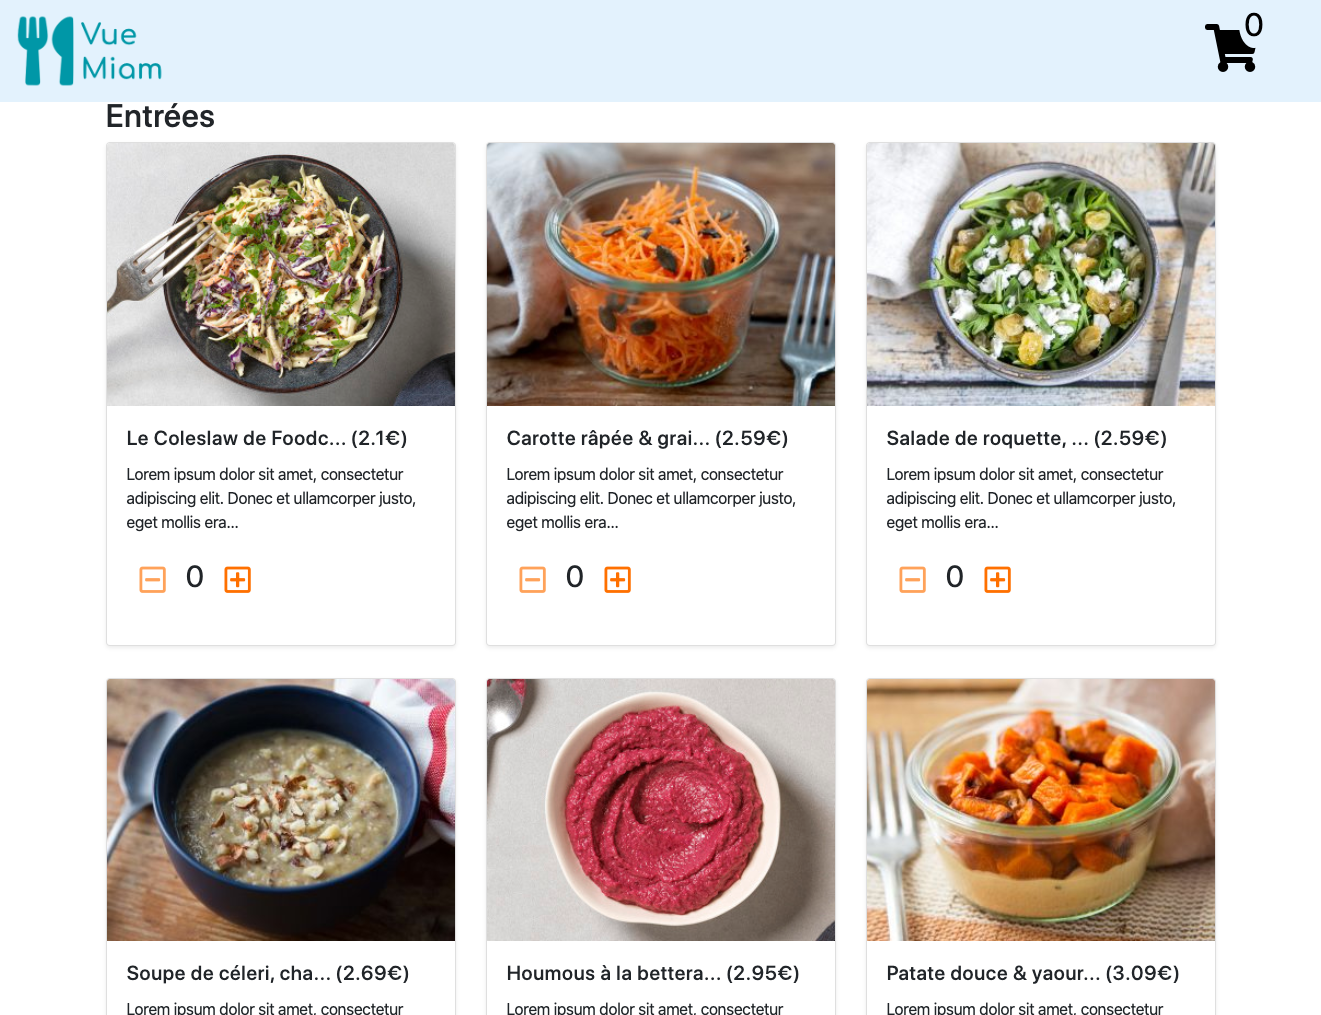 Vue
Miam
0
Entrées
Le Coleslaw de Foodc... (2.1€)
Lorem ipsum dolor sit amet, consectetur
adipiscing elit. Donec et ullamcorper justo,
eget mollis era...
0
Carotte râpée & grai... (2.59€)
Lorem ipsum dolor sit amet, consectetur
adipiscing elit. Donec et ullamcorper justo,
eget mollis era...
0
Salade de roquette, ... (2.59€)
Lorem ipsum dolor sit amet, consectetur
adipiscing elit. Donec et ullamcorper justo,
eget mollis era...
0
Soupe de céleri, cha... (2.69€)
Lorem ipsum dolor sit amet, consectetur
Houmous à la bettera... (2.95€)
Lorem ipsum dolor sit amet, consectetur
Patate douce & yaour... (3.09€)
Lorem ipsum dolor sit amet, consectetur